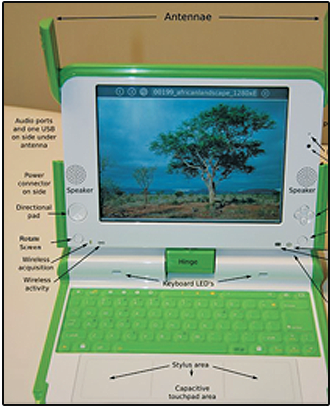 Antennae
00199_africanlandscape_1280x8
Audio ports
and one USB
on side under
antenna
Power
connector
on side
Speaker
Speaker
Directional
pad
Rotate
Screen
Wireless
acquisition
Wireless
activity
Hinge
Keyboard LED's
Stylus area
Capacitive
touchpad area